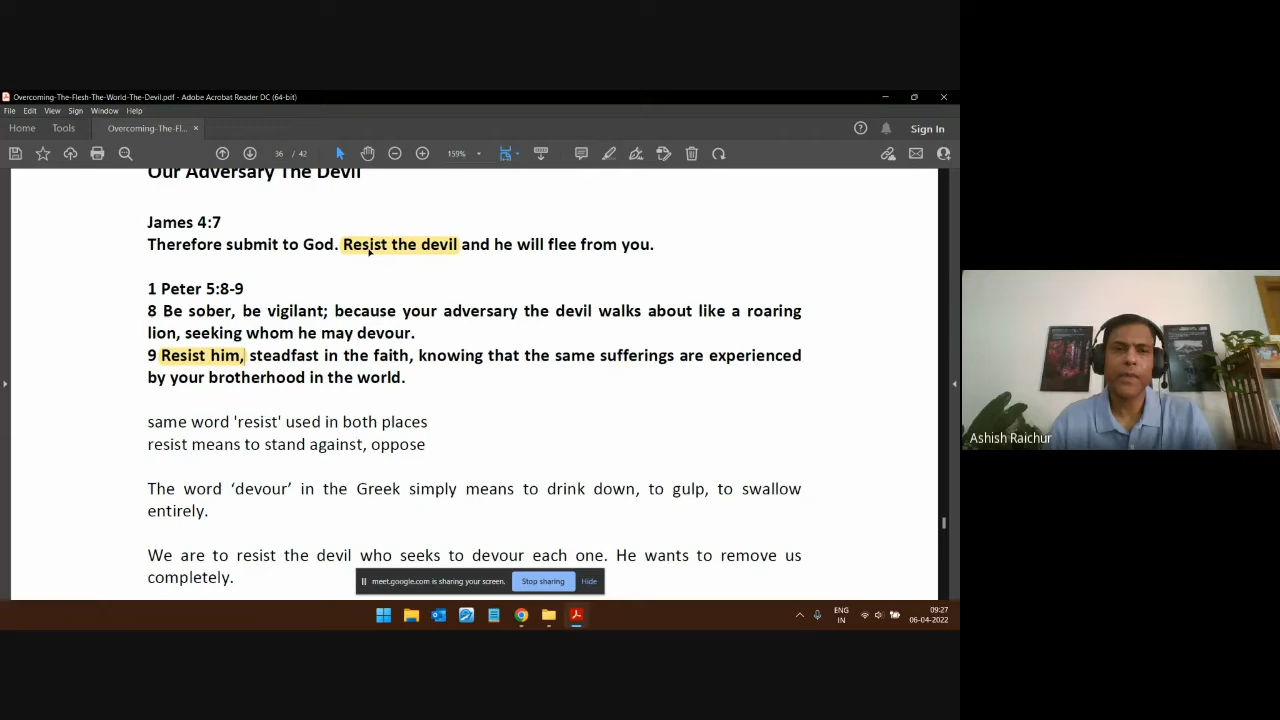 Overcoming-The-Flesh-The-World-The-Devil.pdf - Adobe Acrobat Reader DC (64-bit)
File Edit View Sign Window Help
Home Tools Overcoming-The-Fl... × Sign In
36 / 42 159%
Our Adversary The Devil
James 4:7
Therefore submit to God. Resist the devil and he will flee from you.
1 Peter 5:8-9
8 Be sober, be vigilant; because your adversary the devil walks about like a roaring
lion, seeking whom he may devour.
9 Resist him, steadfast in the faith, knowing that the same sufferings are experienced
by your brotherhood in the world.
same word 'resist' used in both places
resist means to stand against, oppose
The word ‘devour’ in the Greek simply means to drink down, to gulp, to swallow
entirely.
We are to resist the devil who seeks to devour each one. He wants to remove us
completely.
meet.google.com is sharing your screen. Stop sharing Hide
ENG
IN
09:27
06-04-2022
Ashish Raichur